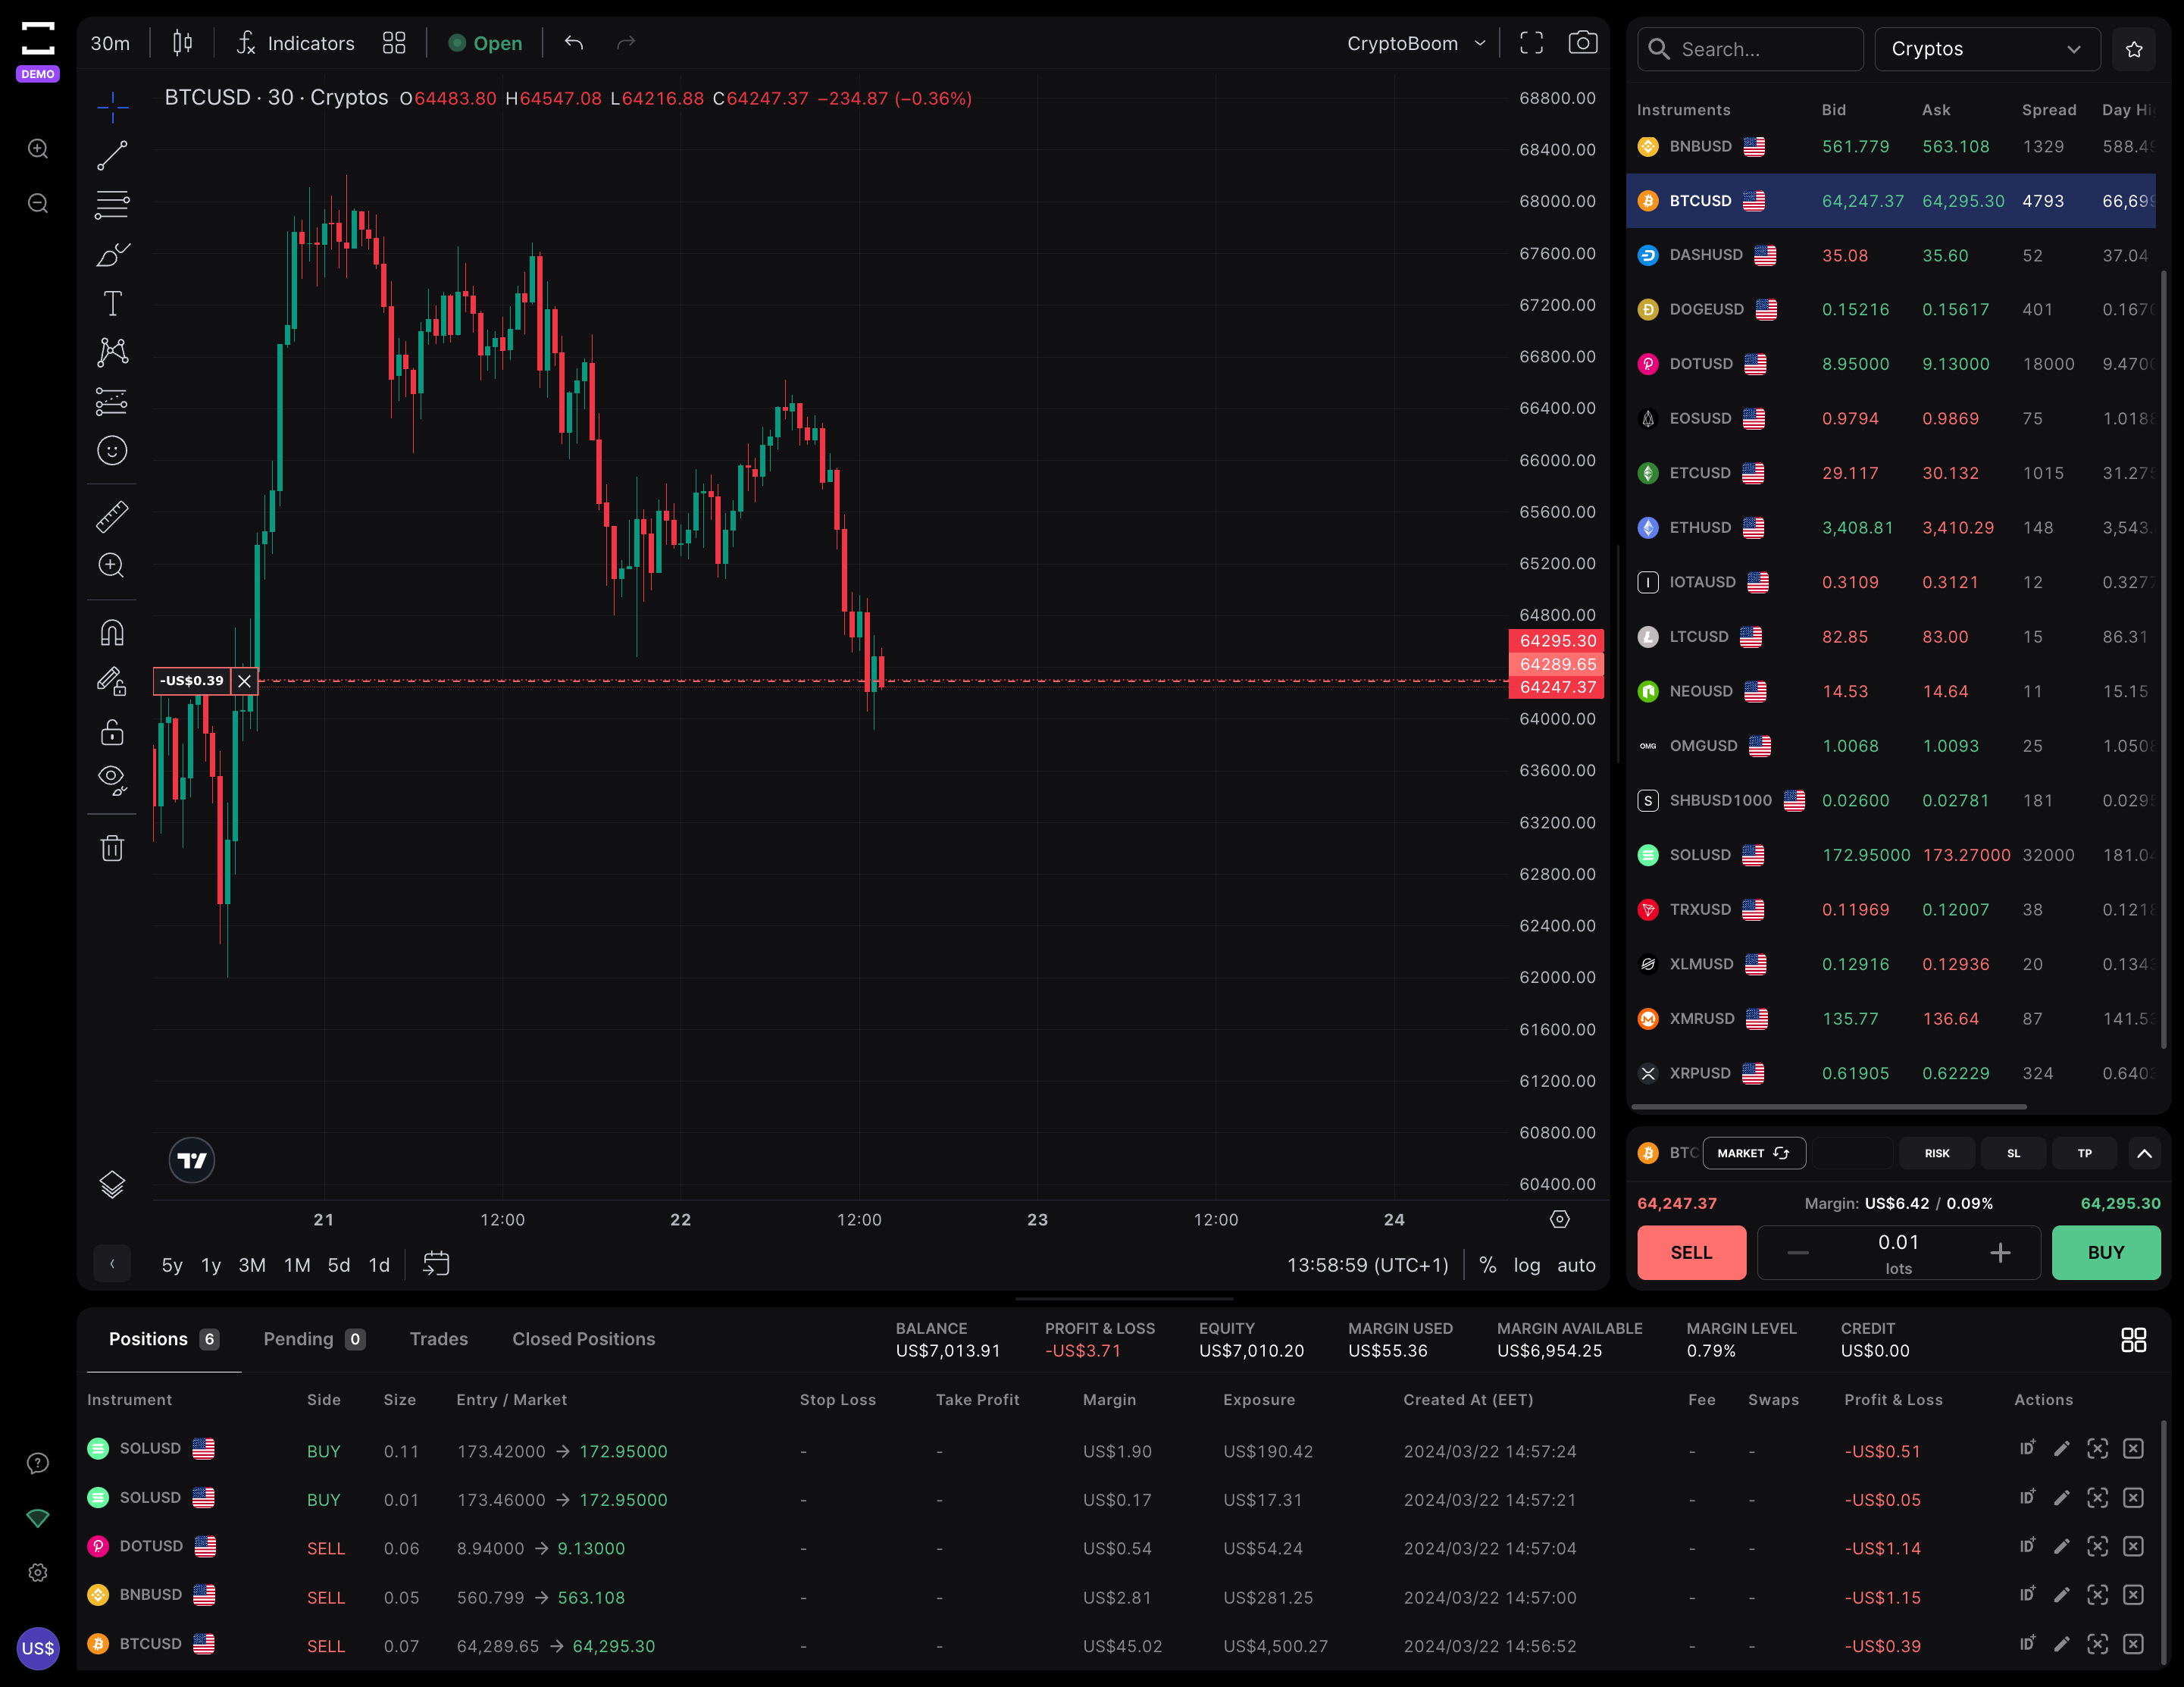 DEMO
30m Indicators Open CryptoBoom
BTCUSD · 30 · Cryptos O64483.80 H64547.08 L64216.88 C64247.37 −234.87 (−0.36%)
68800.00
68400.00
68000.00
67600.00
67200.00
66800.00
66400.00
66000.00
65600.00
65200.00
64800.00
64295.30
64289.65
64247.37
64000.00
63600.00
63200.00
62800.00
62400.00
62000.00
61600.00
61200.00
60800.00
60400.00
-US$0.39
21 12:00 22 12:00 23 12:00 24
5y 1y 3M 1M 5d 1d 13:58:59 (UTC+1) % log auto
Search... Cryptos
Instruments Bid Ask Spread Day Hi
BNBUSD 561.779 563.108 1329 588.49
BTCUSD 64,247.37 64,295.30 4793 66,699
DASHUSD 35.08 35.60 52 37.04
DOGEUSD 0.15216 0.15617 401 0.1670
DOTUSD 8.95000 9.13000 18000 9.4700
EOSUSD 0.9794 0.9869 75 1.0188
ETCUSD 29.117 30.132 1015 31.275
ETHUSD 3,408.81 3,410.29 148 3,543.
IOTAUSD 0.3109 0.3121 12 0.3277
LTCUSD 82.85 83.00 15 86.31
NEOUSD 14.53 14.64 11 15.15
OMG OMGUSD 1.0068 1.0093 25 1.0508
S SHBUSD1000 0.02600 0.02781 181 0.0295
SOLUSD 172.95000 173.27000 32000 181.04
TRXUSD 0.11969 0.12007 38 0.1218
XLMUSD 0.12916 0.12936 20 0.1343
XMRUSD 135.77 136.64 87 141.53
XRPUSD 0.61905 0.62229 324 0.6403
BTC MARKET RISK SL TP
64,247.37 Margin: US$6.42 / 0.09% 64,295.30
SELL 0.01 BUY
lots
Positions 6 Pending 0 Trades Closed Positions
BALANCE PROFIT & LOSS EQUITY MARGIN USED MARGIN AVAILABLE MARGIN LEVEL CREDIT
US$7,013.91 -US$3.71 US$7,010.20 US$55.36 US$6,954.25 0.79% US$0.00
Instrument Side Size Entry / Market Stop Loss Take Profit Margin Exposure Created At (EET) Fee Swaps Profit & Loss Actions
SOLUSD BUY 0.11 173.42000 → 172.95000 - - US$1.90 US$190.42 2024/03/22 14:57:24 - - -US$0.51 ID+
SOLUSD BUY 0.01 173.46000 → 172.95000 - - US$0.17 US$17.31 2024/03/22 14:57:21 - - -US$0.05 ID+
DOTUSD SELL 0.06 8.94000 → 9.13000 - - US$0.54 US$54.24 2024/03/22 14:57:04 - - -US$1.14 ID+
BNBUSD SELL 0.05 560.799 → 563.108 - - US$2.81 US$281.25 2024/03/22 14:57:00 - - -US$1.15 ID+
BTCUSD SELL 0.07 64,289.65 → 64,295.30 - - US$45.02 US$4,500.27 2024/03/22 14:56:52 - - -US$0.39 ID+
US$